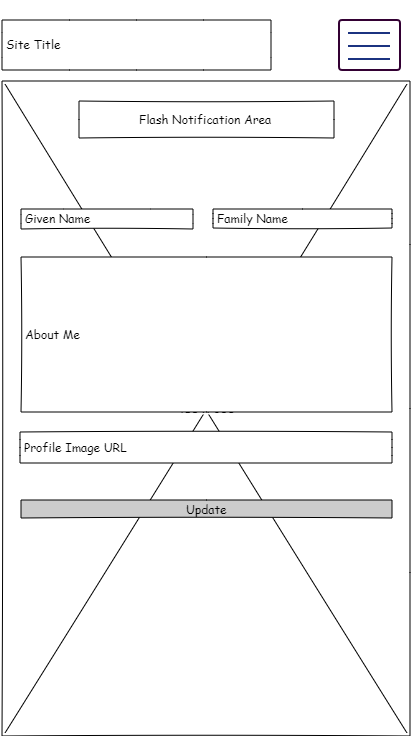 Site Title
Flash Notification Area
Given Name
Family Name
About Me
Profile Image URL
Update